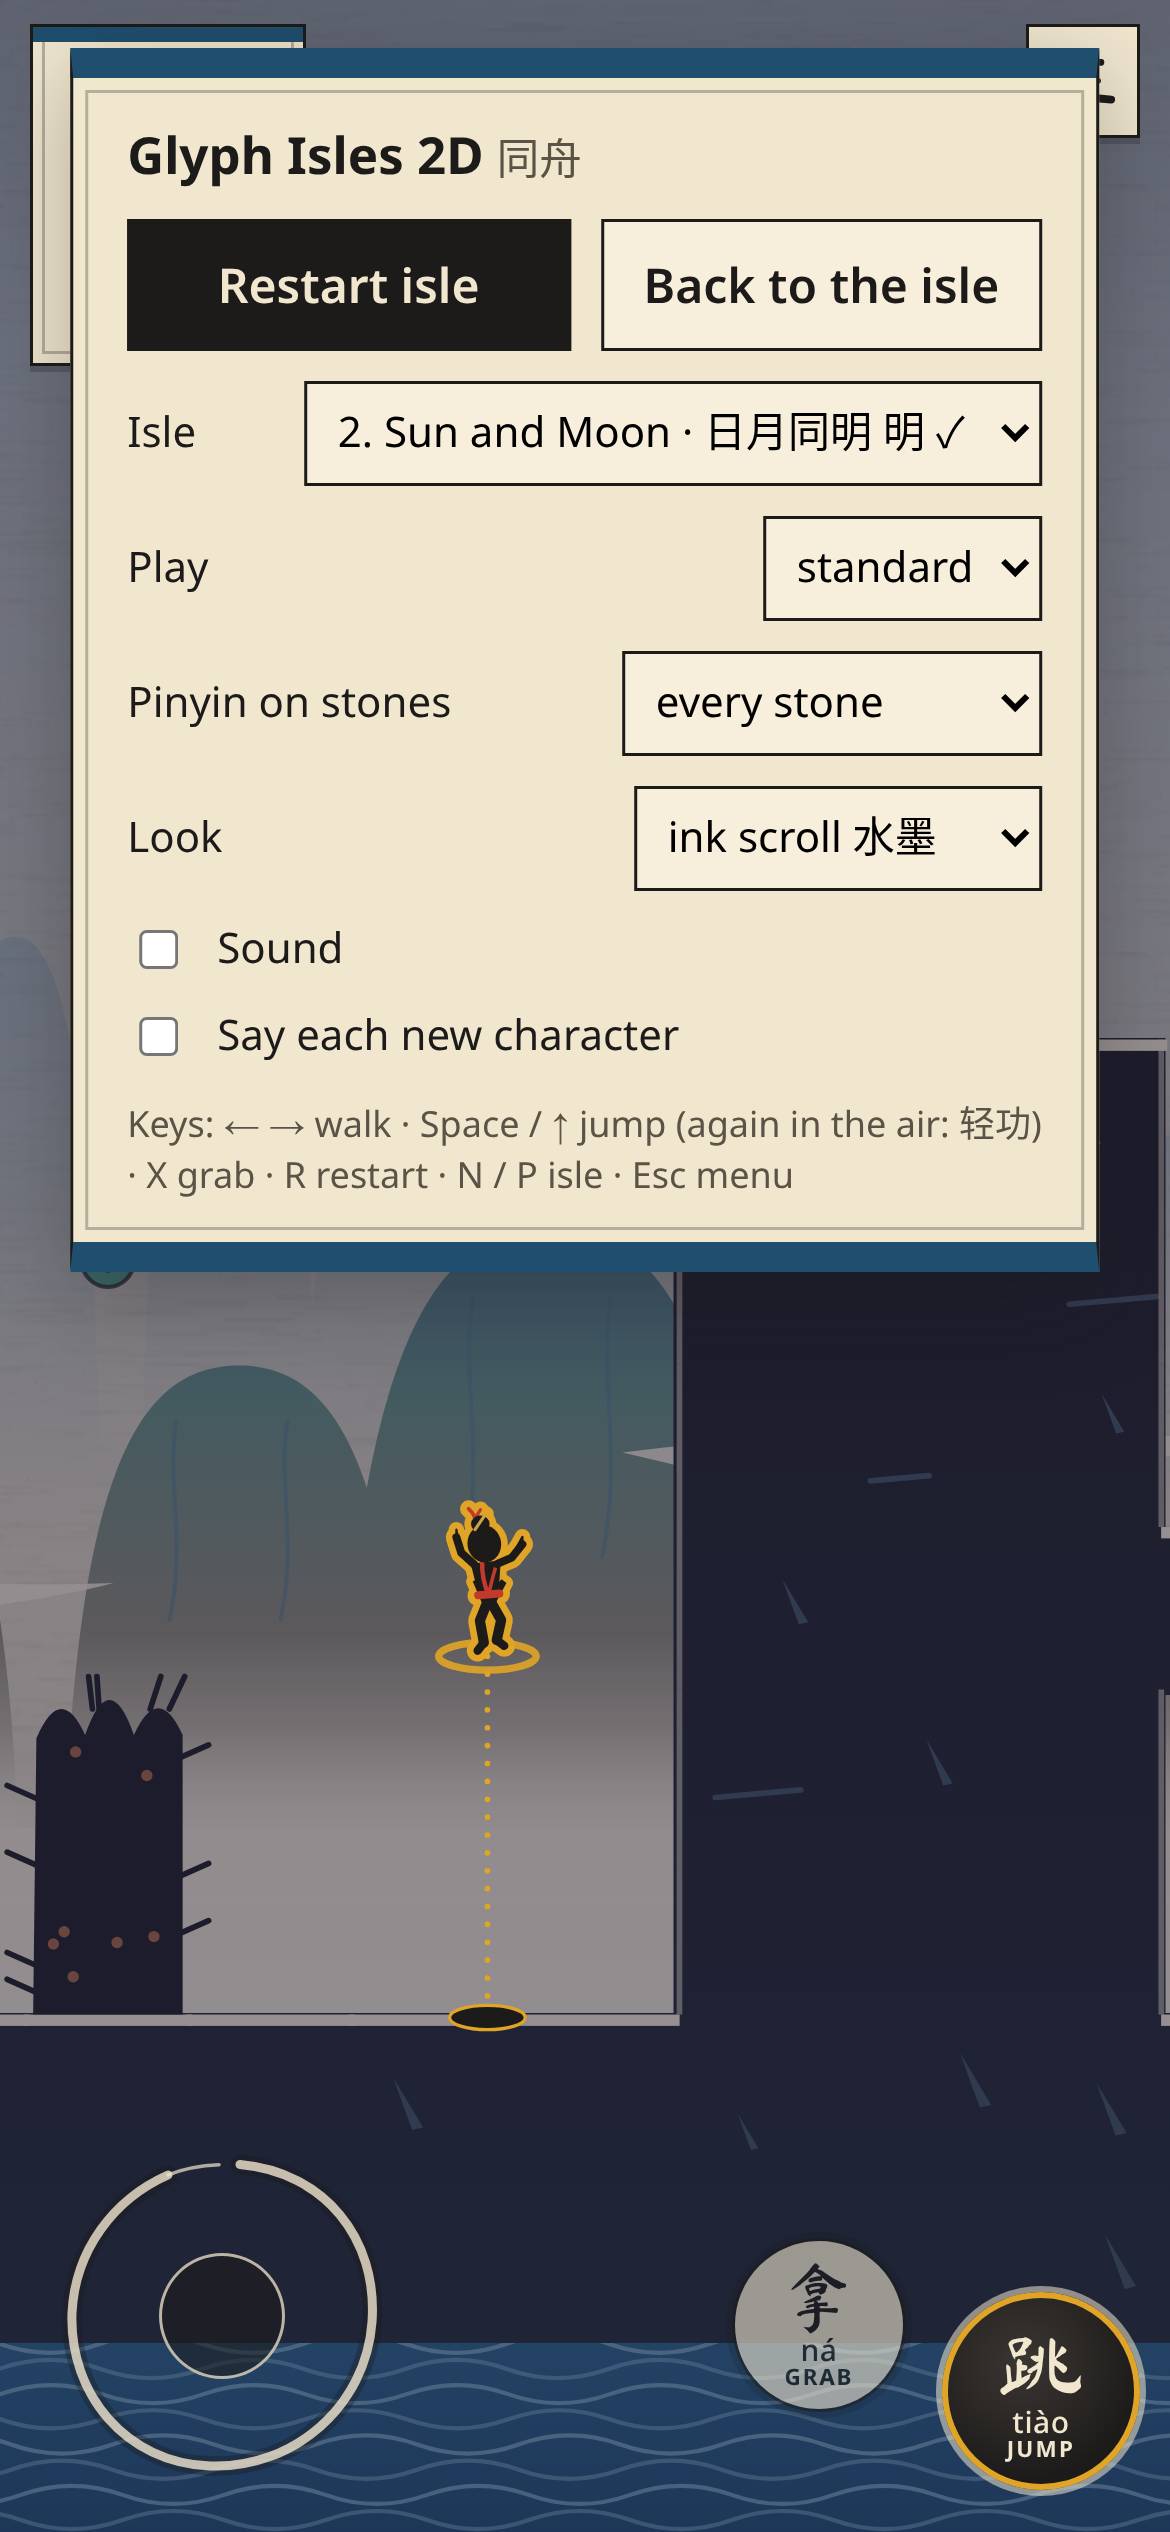 Glyph Isles 2D 同舟
Restart isle
Back to the isle
Isle
2. Sun and Moon · 日月同明 明 ✓
Play
standard
Pinyin on stones
every stone
Look
ink scroll 水墨
Sound
Say each new character
Keys: ← → walk · Space / ↑ jump (again in the air: 轻功)
· X grab · R restart · N / P isle · Esc menu
拿
ná
GRAB
跳
tiào
JUMP